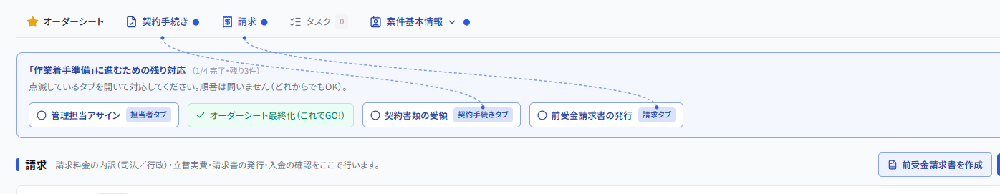 オーダーシート 契約手続き 請求 タスク 0 案件基本情報
「作業着手準備」に進むための残り対応 （1/4 完了・残り3件）
点滅しているタブを開いて対応してください。順番は問いません（どれからでもOK）。
管理担当アサイン 担当者タブ オーダーシート最終化（これでGO!） 契約書類の受領 契約手続きタブ 前受金請求書の発行 請求タブ
請求 請求料金の内訳（司法／行政）・立替実費・請求書の発行・入金の確認をここで行います。 前受金請求書を作成